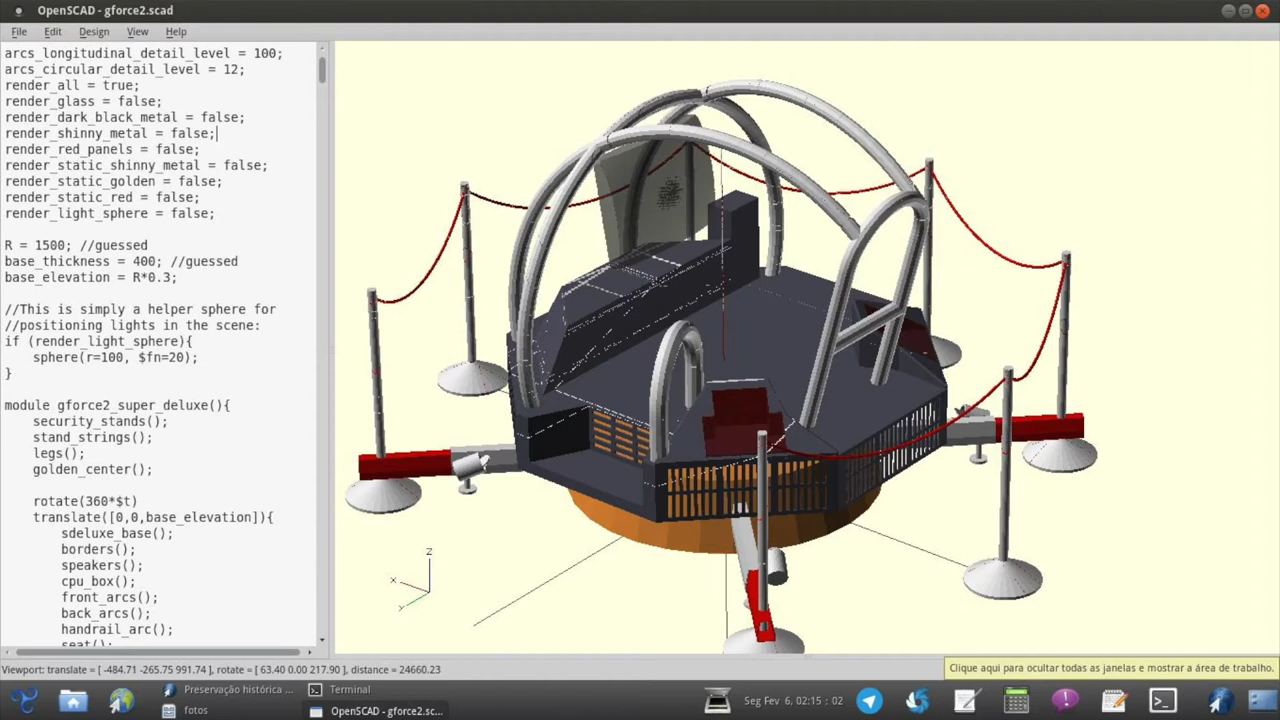 OpenSCAD - gforce2.scad
File Edit Design View Help
arcs_longitudinal_detail_level = 100;
arcs_circular_detail_level = 12;
render_all = true;
render_glass = false;
render_dark_black_metal = false;
render_shinny_metal = false;
render_red_panels = false;
render_static_shinny_metal = false;
render_static_golden = false;
render_static_red = false;
render_light_sphere = false;
R = 1500; //guessed
base_thickness = 400; //guessed
base_elevation = R*0.3;
//This is simply a helper sphere for
//positioning lights in the scene:
if (render_light_sphere){
sphere(r=100, $fn=20);
}
module gforce2_super_deluxe(){
security_stands();
stand_strings();
legs();
golden_center();
rotate(360*$t)
translate([0,0,base_elevation]){
sdeluxe_base();
borders();
speakers();
cpu_box();
front_arcs();
back_arcs();
handrail_arc();
seat();
Z
X
Y
Viewport: translate = [ -484.71 -265.75 991.74 ], rotate = [ 63.40 0.00 217.90 ], distance = 24660.23
Clique aqui para ocultar todas as janelas e mostrar a área de trabalho.
Preservação histórica ...
Terminal
Seg Fev 6, 02:15 : 02
fotos
OpenSCAD - gforce2.sc...